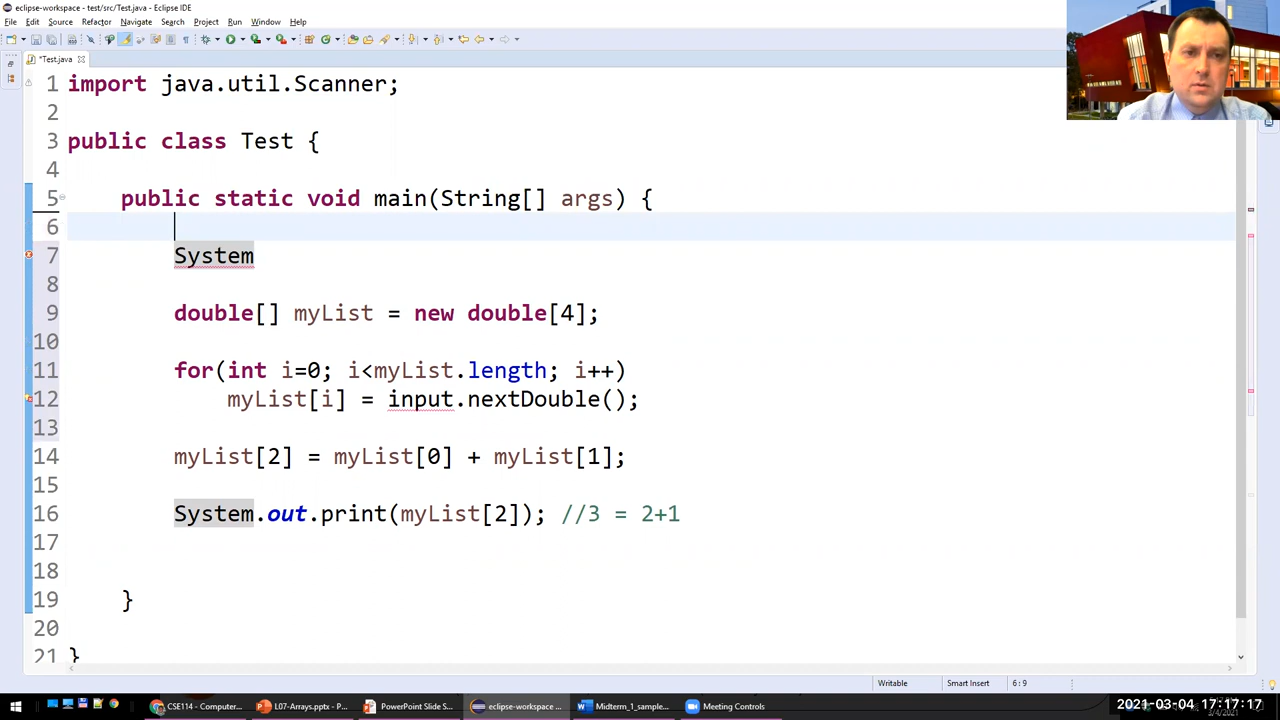 eclipse-workspace - test/src/Test.java - Eclipse IDE
File Edit Source Refactor Navigate Search Project Run Window Help
*Test.java
1 import java.util.Scanner;
2
3 public class Test {
4
5 public static void main(String[] args) {
6
7 System
8
9 double[] myList = new double[4];
10
11 for(int i=0; i<myList.length; i++)
12 myList[i] = input.nextDouble();
13
14 myList[2] = myList[0] + myList[1];
15
16 System.out.print(myList[2]); //3 = 2+1
17
18
19 }
20
21 }
Writable Smart Insert 6 : 9
CSE114 - Computer... L07-Arrays.pptx - P... PowerPoint Slide S... eclipse-workspace ... Midterm_1_sample... Meeting Controls
2021-03-04 17:17:17